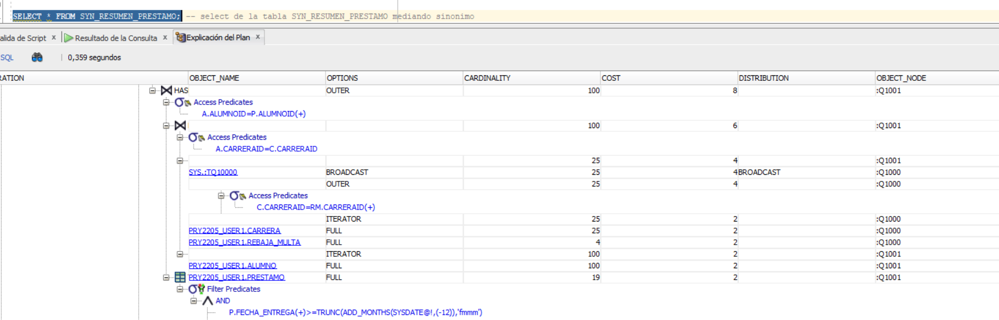 SELECT * FROM SYN_RESUMEN_PRESTAMO; -- select de la tabla SYN_RESUMEN_PRESTAMO mediando sinonimo
alida de Script x Resultado de la Consulta x Explicación del Plan x
SQL 0,359 segundos
RATION OBJECT_NAME OPTIONS CARDINALITY COST DISTRIBUTION OBJECT_NODE
HAS OUTER 100 8 :Q1001
Access Predicates
A.ALUMNOID=P.ALUMNOID(+)
100 6 :Q1001
Access Predicates
A.CARRERAID=C.CARRERAID
25 4 :Q1001
SYS.:TQ10000 BROADCAST 25 4 BROADCAST :Q1000
OUTER 25 4 :Q1000
Access Predicates
C.CARRERAID=RM.CARRERAID(+)
ITERATOR 25 2 :Q1000
PRY2205_USER1.CARRERA FULL 25 2 :Q1000
PRY2205_USER1.REBAJA_MULTA FULL 4 2 :Q1000
ITERATOR 100 2 :Q1001
PRY2205_USER1.ALUMNO FULL 100 2 :Q1001
PRY2205_USER1.PRESTAMO FULL 19 2 :Q1001
Filter Predicates
AND
P.FECHA_ENTREGA(+)>=TRUNC(ADD_MONTHS(SYSDATE@!,(-12)),'fmmm')